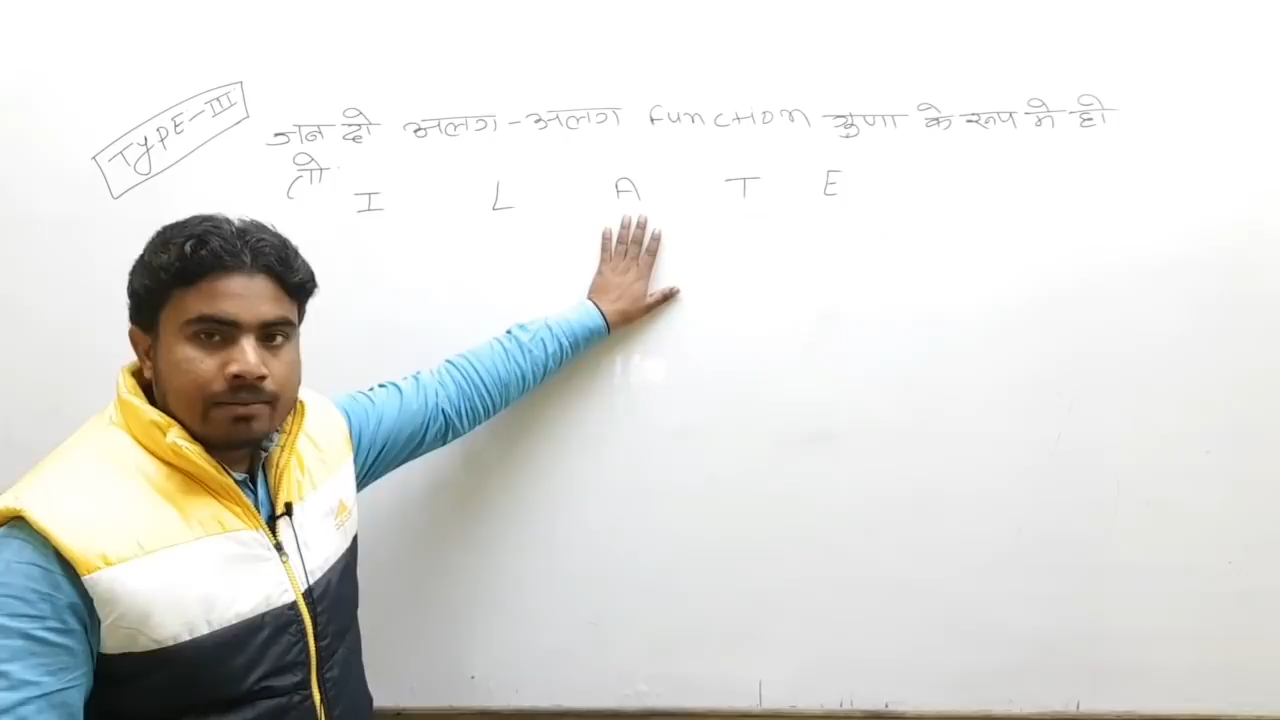 TYPE-III
जब दो अलग-अलग Function गुणा के रूप मे हो
तो
I L A T E